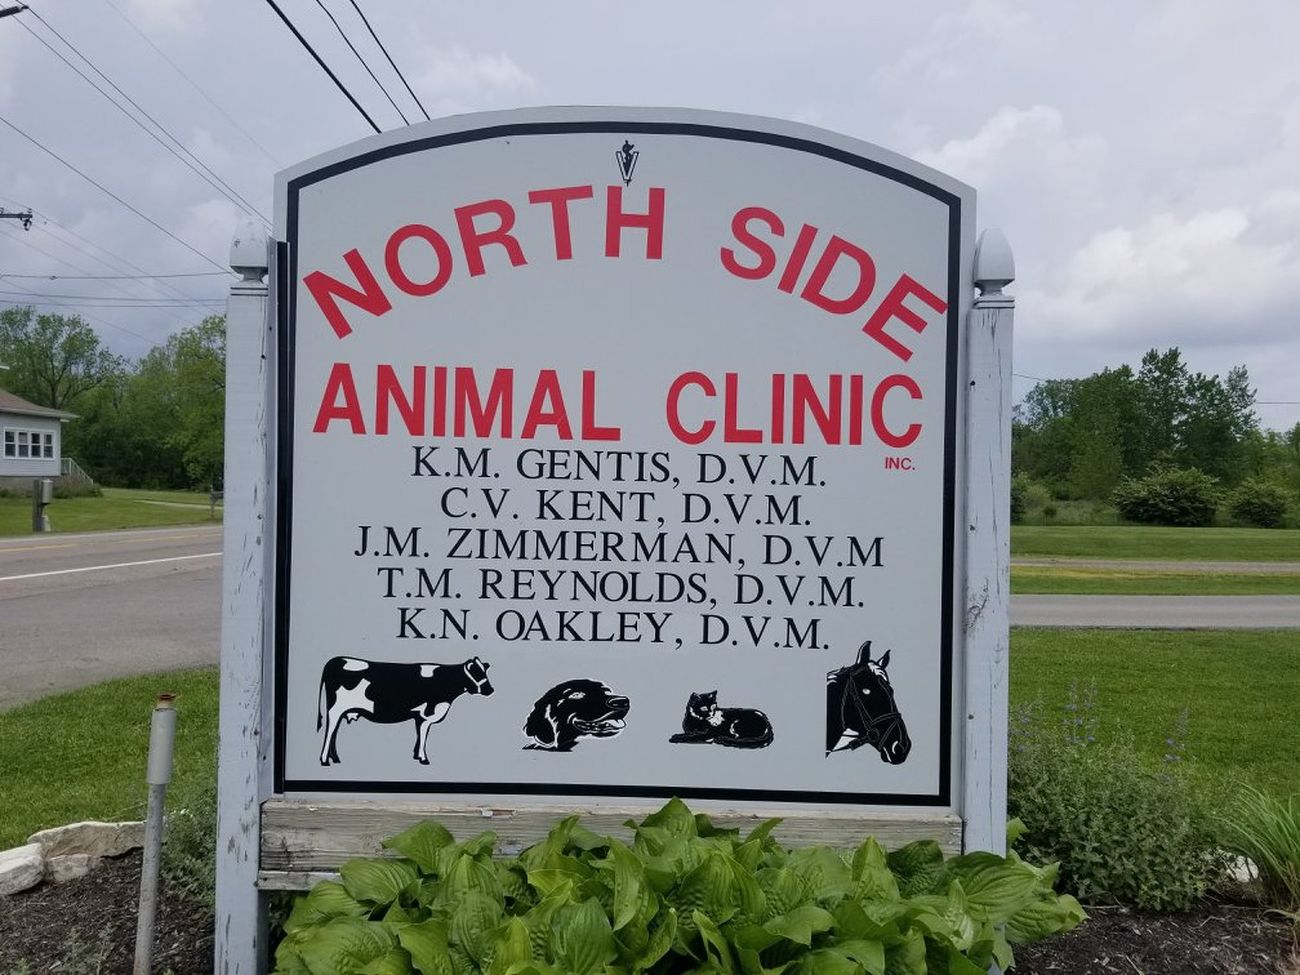 V
NORTH SIDE
ANIMAL CLINIC
INC.
K.M. GENTIS, D.V.M.
C.V. KENT, D.V.M.
J.M. ZIMMERMAN, D.V.M
T.M. REYNOLDS, D.V.M.
K.N. OAKLEY, D.V.M.